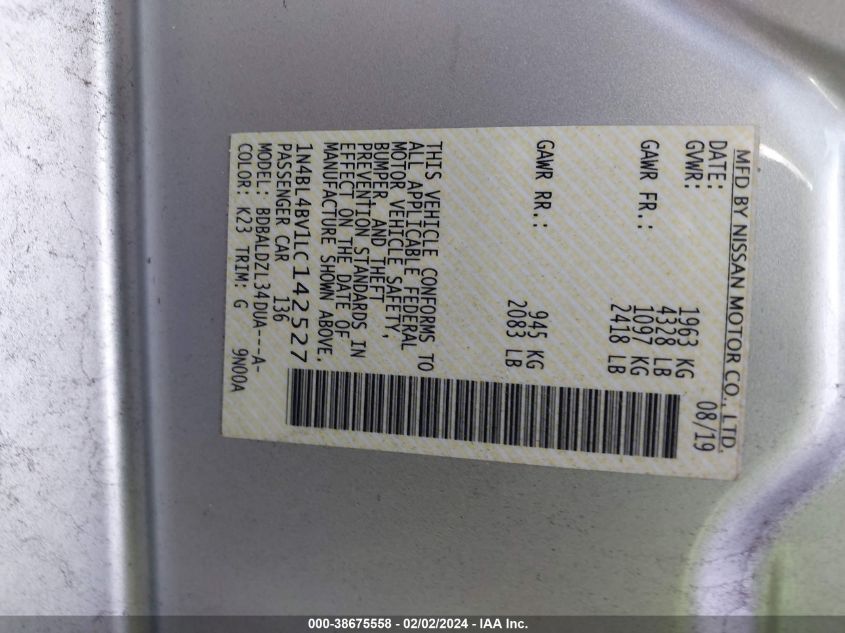 MFD BY NISSAN MOTOR CO., LTD.
DATE: 08/19
GVWR: 1963 KG
4328 LB
GAWR FR.: 1097 KG
2418 LB
GAWR RR.: 945 KG
2083 LB
THIS VEHICLE CONFORMS TO
ALL APPLICABLE FEDERAL
MOTOR VEHICLE SAFETY,
BUMPER, AND THEFT
PREVENTION STANDARDS IN
EFFECT ON THE DATE OF
MANUFACTURE SHOWN ABOVE.
1N4BL4BV1LC142527
PASSENGER CAR 136
MODEL: BDBALDZL34DUA---A-
COLOR: K23 TRIM: G 9N00A
000-38675558 - 02/02/2024 - IAA Inc.